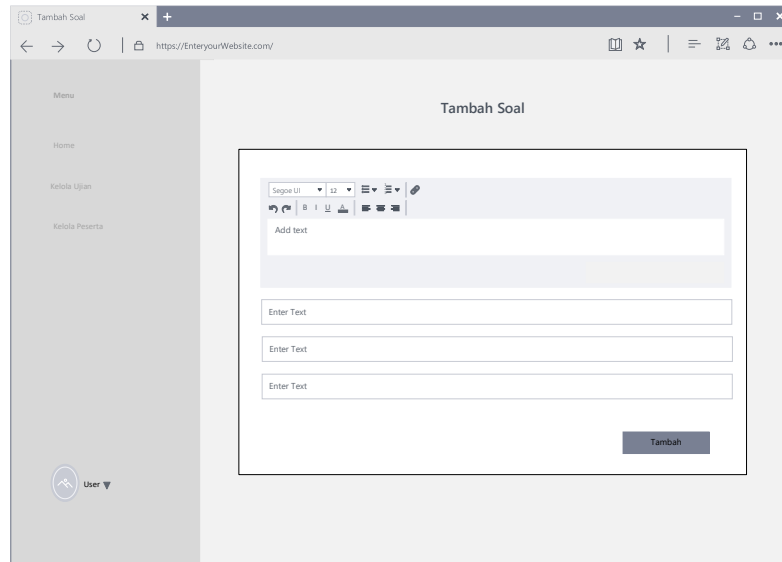 Tambah Soal
https://EnteryourWebsite.com/
Menu
Home
Kelola Ujian
Kelola Peserta
User
Tambah Soal
Segoe UI 12
B I U A
Add text
Enter Text
Enter Text
Enter Text
Tambah